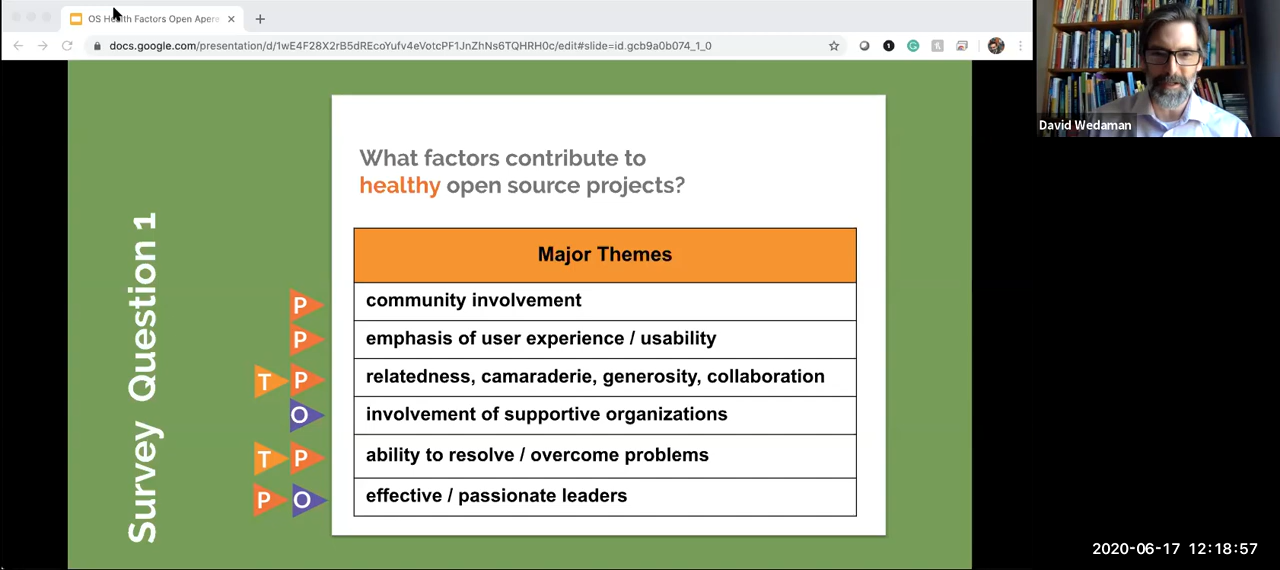 OS Health Factors Open Apere
docs.google.com/presentation/d/1wE4F28X2rB5dREcoYufv4eVotcPF1JnZhNs6TQHRH0c/edit#slide=id.gcb9a0b074_1_0
David Wedaman
Survey Question 1
What factors contribute to
healthy open source projects?
Major Themes
P community involvement
P emphasis of user experience / usability
T P relatedness, camaraderie, generosity, collaboration
O involvement of supportive organizations
T P ability to resolve / overcome problems
P O effective / passionate leaders
2020-06-17 12:18:57